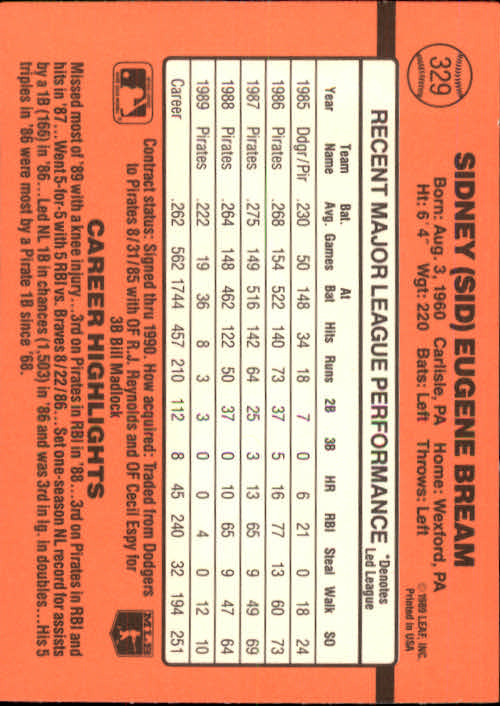 329
SIDNEY (SID) EUGENE BREAM
Born: Aug. 3, 1960 Carlisle, PA Home: Wexford, PA
Ht: 6' 4" Wgt: 220 Bats: Left Throws: Left
© 1989 LEAF, INC.
Printed in USA
RECENT MAJOR LEAGUE PERFORMANCE *Denotes Led League
Year Team Name Bat. Avg. Games At Bat Hits Runs 2B 3B HR RBI Steal Walk SO
1985 Ddgr/Pir .230 50 148 34 18 7 0 6 21 0 18 24
1986 Pirates .268 154 522 140 73 37 5 16 77 13 60 73
1987 Pirates .275 149 516 142 64 25 3 13 65 9 49 69
1988 Pirates .264 148 462 122 50 37 0 10 65 9 47 64
1989 Pirates .222 19 36 8 3 3 0 0 4 0 12 10
Career .262 562 1744 457 210 112 8 45 240 32 194 251
Contract status: Signed thru 1990. How acquired: Traded from Dodgers
to Pirates 8/31/85 with OF R.J. Reynolds and OF Cecil Espy for
3B Bill Madlock
MLB
CAREER HIGHLIGHTS
Missed most of '89 with a knee injury...3rd on Pirates in RBI in '88...3rd on Pirates in RBI and
hits in '87...Went 5-for-5 with 5 RBI vs. Braves 8/22/86...Set one-season NL record for assists
by a 1B (166) in '86...Led NL 1B in chances (1,503) in '86 and was 3rd in lg. in doubles...His 5
triples in '86 were most by a Pirate 1B since '68.